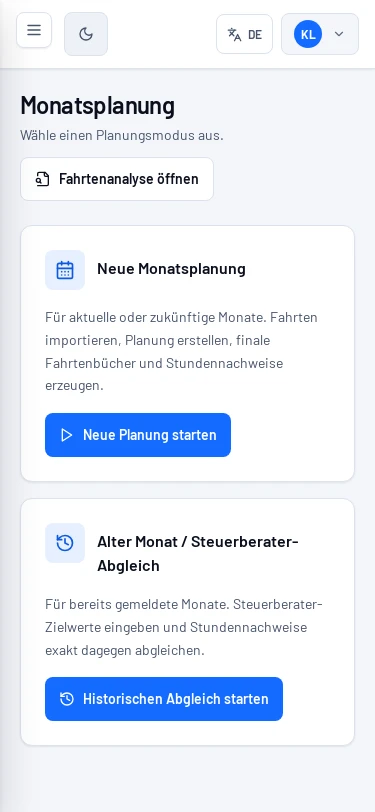 DE
KL
Monatsplanung
Wähle einen Planungsmodus aus.
Fahrtenanalyse öffnen
Neue Monatsplanung
Für aktuelle oder zukünftige Monate. Fahrten
importieren, Planung erstellen, finale
Fahrtenbücher und Stundennachweise
erzeugen.
Neue Planung starten
Alter Monat / Steuerberater-
Abgleich
Für bereits gemeldete Monate. Steuerberater-
Zielwerte eingeben und Stundennachweise
exakt dagegen abgleichen.
Historischen Abgleich starten